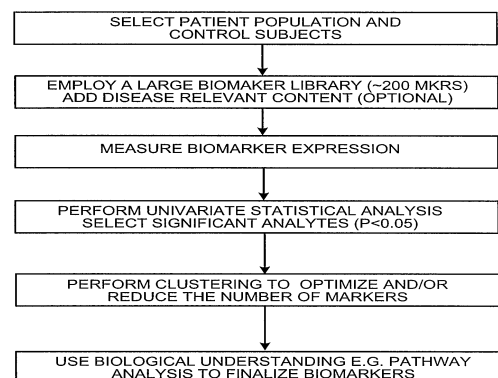 SELECT PATIENT POPULATION AND
CONTROL SUBJECTS
EMPLOY A LARGE BIOMAKER LIBRARY (~200 MKRS)
ADD DISEASE RELEVANT CONTENT (OPTIONAL)
MEASURE BIOMARKER EXPRESSION
PERFORM UNIVARIATE STATISTICAL ANALYSIS
SELECT SIGNIFICANT ANALYTES (P<0.05)
PERFORM CLUSTERING TO OPTIMIZE AND/OR
REDUCE THE NUMBER OF MARKERS
USE BIOLOGICAL UNDERSTANDING E.G. PATHWAY
ANALYSIS TO FINALIZE BIOMARKERS